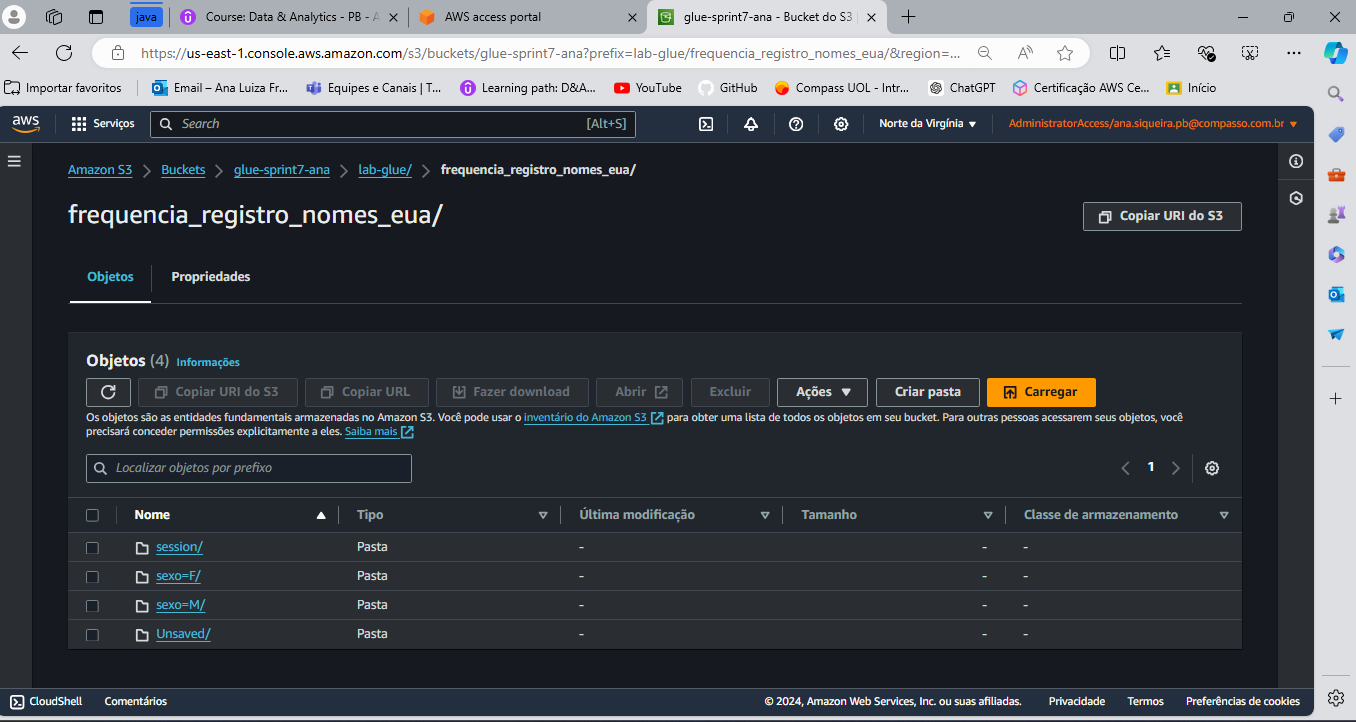 java
Course: Data & Analytics - PB - A
AWS access portal
glue-sprint7-ana - Bucket do S3
https://us-east-1.console.aws.amazon.com/s3/buckets/glue-sprint7-ana?prefix=lab-glue/frequencia_registro_nomes_eua/&region=...
Importar favoritos
Email – Ana Luiza Fr...
Equipes e Canais | T...
Learning path: D&A...
YouTube
GitHub
Compass UOL - Intr...
ChatGPT
Certificação AWS Ce...
Início
aws
Serviços
Search
[Alt+S]
Norte da Virgínia
AdministratorAccess/ana.siqueira.pb@compasso.com.br
Amazon S3
Buckets
glue-sprint7-ana
lab-glue/
frequencia_registro_nomes_eua/
frequencia_registro_nomes_eua/
Copiar URI do S3
Objetos
Propriedades
Objetos (4) Informações
Copiar URI do S3
Copiar URL
Fazer download
Abrir
Excluir
Ações
Criar pasta
Carregar
Os objetos são as entidades fundamentais armazenadas no Amazon S3. Você pode usar o inventário do Amazon S3 para obter uma lista de todos os objetos em seu bucket. Para outras pessoas acessarem seus objetos, você
precisará conceder permissões explicitamente a eles. Saiba mais
Localizar objetos por prefixo
1
Nome
Tipo
Última modificação
Tamanho
Classe de armazenamento
session/ Pasta - - -
sexo=F/ Pasta - - -
sexo=M/ Pasta - - -
Unsaved/ Pasta - - -
CloudShell
Comentários
© 2024, Amazon Web Services, Inc. ou suas afiliadas.
Privacidade
Termos
Preferências de cookies